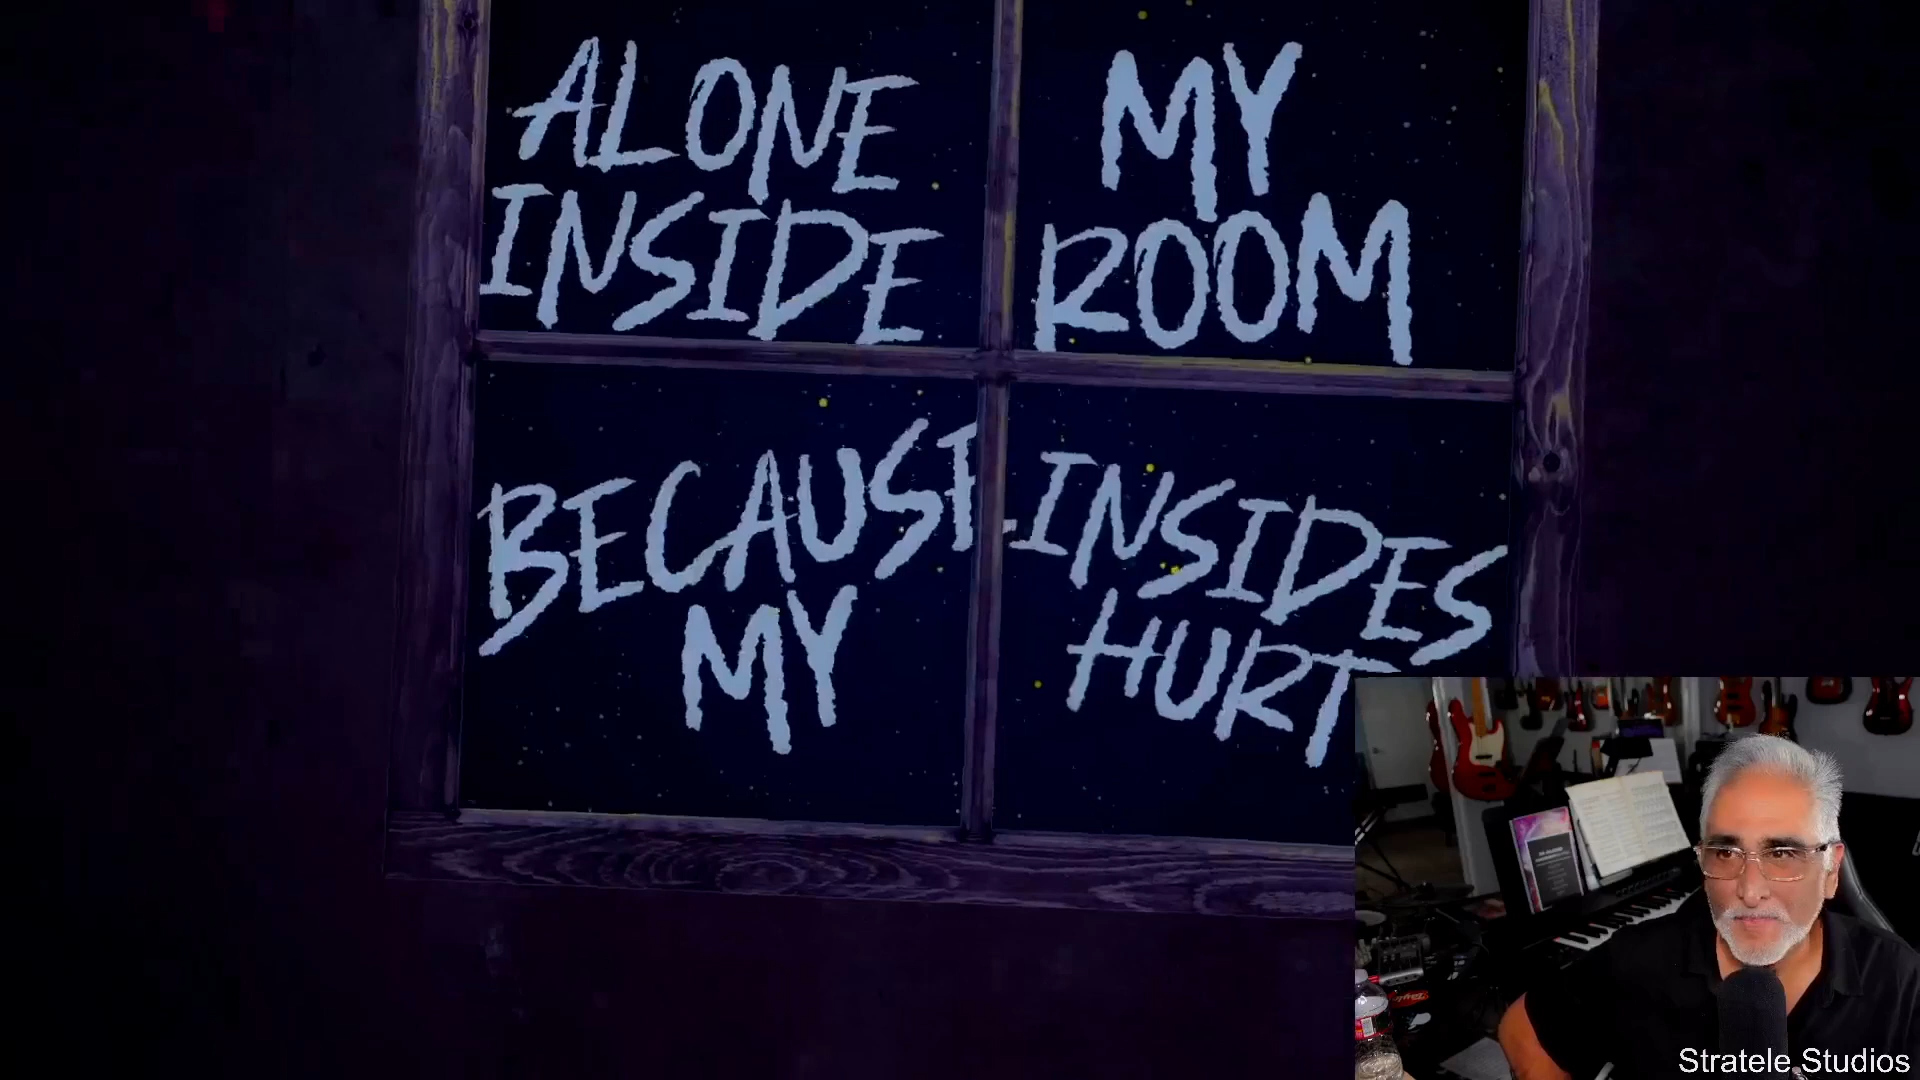 ALONE
INSIDE
MY
ROOM
BECAUSE
MY
INSIDES
HURT
Stratele Studios